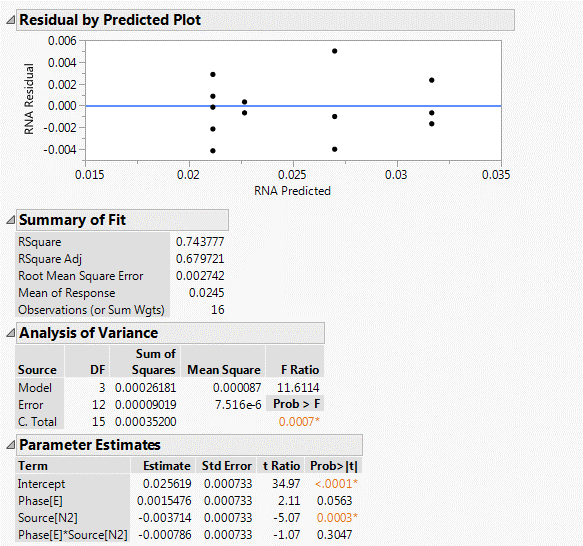 Residual by Predicted Plot
0.006
0.004
0.002
0.000
-0.002
-0.004
RNA Residual
0.015 0.02 0.025 0.03 0.035
RNA Predicted
Summary of Fit
RSquare 0.743777
RSquare Adj 0.679721
Root Mean Square Error 0.002742
Mean of Response 0.0245
Observations (or Sum Wgts) 16
Analysis of Variance
Sum of
Source DF Squares Mean Square F Ratio
Model 3 0.00026181 0.000087 11.6114
Error 12 0.00009019 7.516e-6 Prob > F
C. Total 15 0.00035200 0.0007*
Parameter Estimates
Term Estimate Std Error t Ratio Prob>|t|
Intercept 0.025619 0.000733 34.97 <.0001*
Phase[E] 0.0015476 0.000733 2.11 0.0563
Source[N2] -0.003714 0.000733 -5.07 0.0003*
Phase[E]*Source[N2] -0.000786 0.000733 -1.07 0.3047